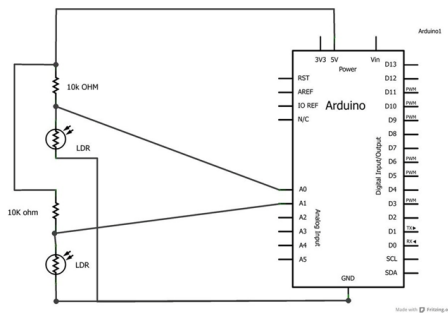 Arduino1
3V3 5V Vin
Power
RST
AREF
IO REF
N/C
Arduino
D13
D12
PWM D11
PWM D10
PWM D9
D8
D7
PWM D6
PWM D5
D4
PWM D3
D2
TX D1
RX D0
SCL
SDA
Digital Input/Output
10k OHM
LDR
A0
A1
A2
A3
A4
A5
Analog Input
10K ohm
LDR
GND
Made with Fritzing.o